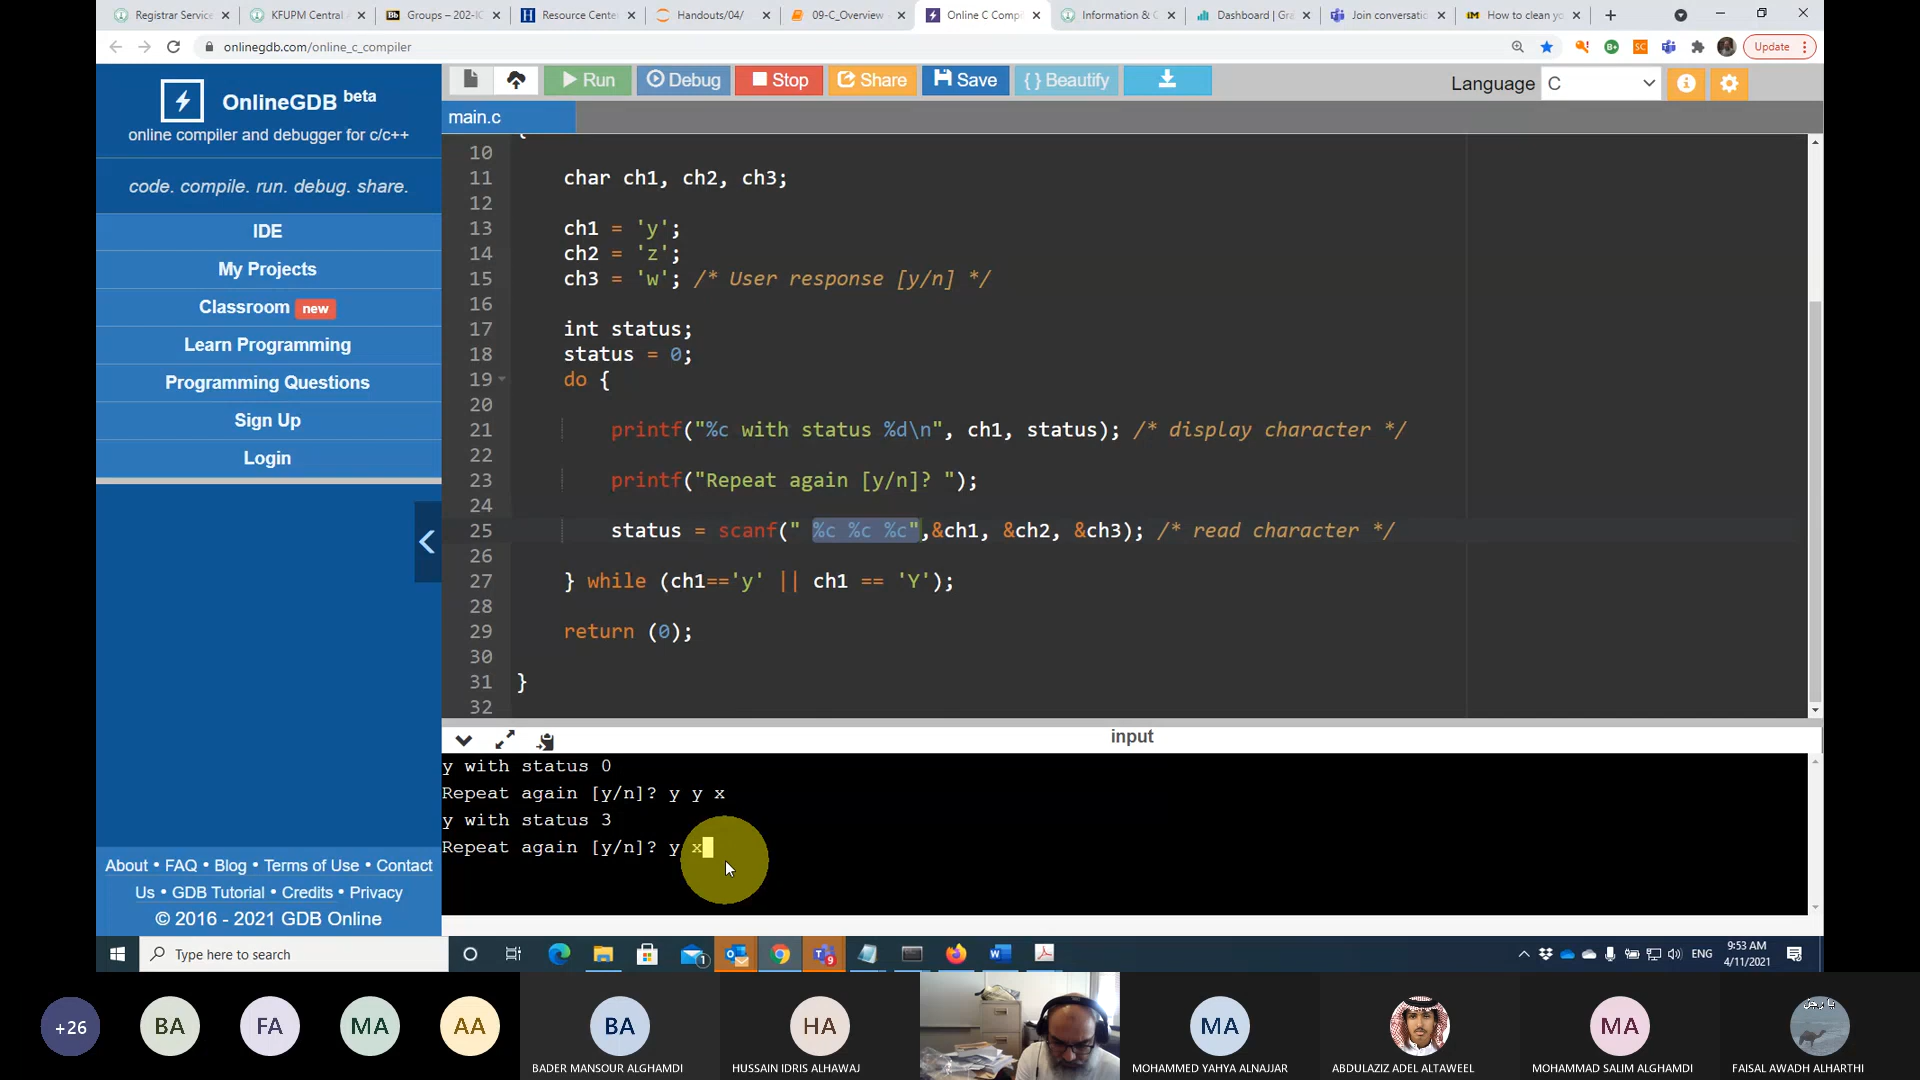 Registrar Service
KFUPM Central A
Groups – 202-IC
Resource Cente
Handouts/04/
09-C_Overview
Online C Comp
Information & C
Dashboard | Gra
Join conversatio
How to clean yo
onlinegdb.com/online_c_compiler
Update
OnlineGDB beta
online compiler and debugger for c/c++
code. compile. run. debug. share.
IDE
My Projects
Classroom new
Learn Programming
Programming Questions
Sign Up
Login
About • FAQ • Blog • Terms of Use • Contact
Us • GDB Tutorial • Credits • Privacy
© 2016 - 2021 GDB Online
Run
Debug
Stop
Share
Save
{ } Beautify
Language C
main.c
{
10
11 char ch1, ch2, ch3;
12
13 ch1 = 'y';
14 ch2 = 'z';
15 ch3 = 'w'; /* User response [y/n] */
16
17 int status;
18 status = 0;
19 do {
20
21 printf("%c with status %d\n", ch1, status); /* display character */
22
23 printf("Repeat again [y/n]? ");
24
25 status = scanf(" %c %c %c",&ch1, &ch2, &ch3); /* read character */
26
27 } while (ch1=='y' || ch1 == 'Y');
28
29 return (0);
30
31 }
32
input
y with status 0
Repeat again [y/n]? y y x
y with status 3
Repeat again [y/n]? y x
Type here to search
ENG
9:53 AM
4/11/2021
+26
BA
FA
MA
AA
BA
BADER MANSOUR ALGHAMDI
HA
HUSSAIN IDRIS ALHAWAJ
MA
MOHAMMED YAHYA ALNAJJAR
ABDULAZIZ ADEL ALTAWEEL
MA
MOHAMMAD SALIM ALGHAMDI
FAISAL AWADH ALHARTHI